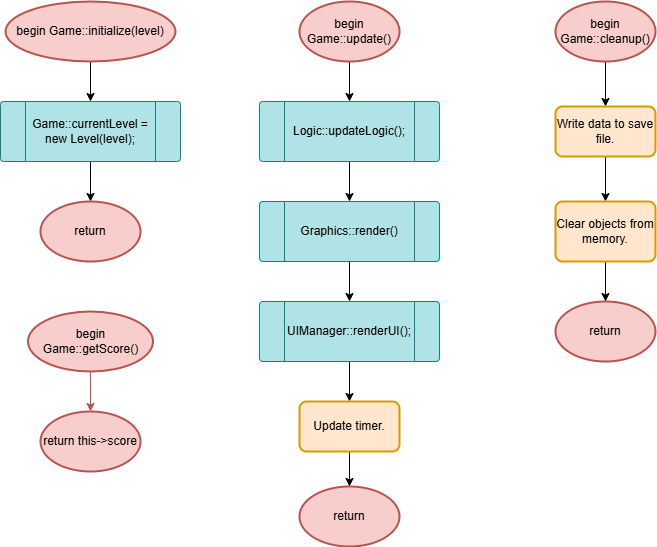 begin Game::initialize(level)
Game::currentLevel =
new Level(level);
return
begin
Game::getScore()
return this->score
begin
Game::update()
Logic::updateLogic();
Graphics::render()
UIManager::renderUI();
Update timer.
return
begin
Game::cleanup()
Write data to save
file.
Clear objects from
memory.
return